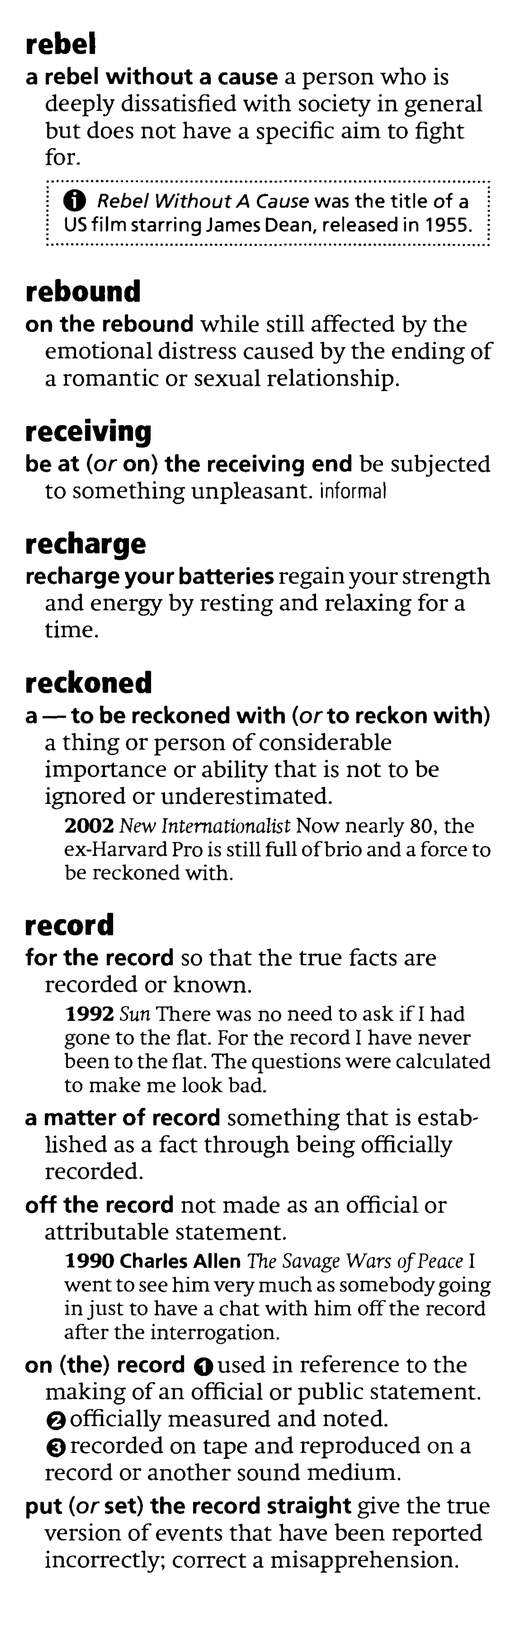 rebel
a rebel without a cause a person who is
deeply dissatisfied with society in general
but does not have a specific aim to fight
for.
ℹ Rebel Without A Cause was the title of a
US film starring James Dean, released in 1955.
rebound
on the rebound while still affected by the
emotional distress caused by the ending of
a romantic or sexual relationship.
receiving
be at (or on) the receiving end be subjected
to something unpleasant. informal
recharge
recharge your batteries regain your strength
and energy by resting and relaxing for a
time.
reckoned
a — to be reckoned with (or to reckon with)
a thing or person of considerable
importance or ability that is not to be
ignored or underestimated.
2002 New Internationalist Now nearly 80, the
ex-Harvard Pro is still full of brio and a force to
be reckoned with.
record
for the record so that the true facts are
recorded or known.
1992 Sun There was no need to ask if I had
gone to the flat. For the record I have never
been to the flat. The questions were calculated
to make me look bad.
a matter of record something that is estab-
lished as a fact through being officially
recorded.
off the record not made as an official or
attributable statement.
1990 Charles Allen The Savage Wars of Peace I
went to see him very much as somebody going
in just to have a chat with him off the record
after the interrogation.
on (the) record ❶ used in reference to the
making of an official or public statement.
❷ officially measured and noted.
❸ recorded on tape and reproduced on a
record or another sound medium.
put (or set) the record straight give the true
version of events that have been reported
incorrectly; correct a misapprehension.